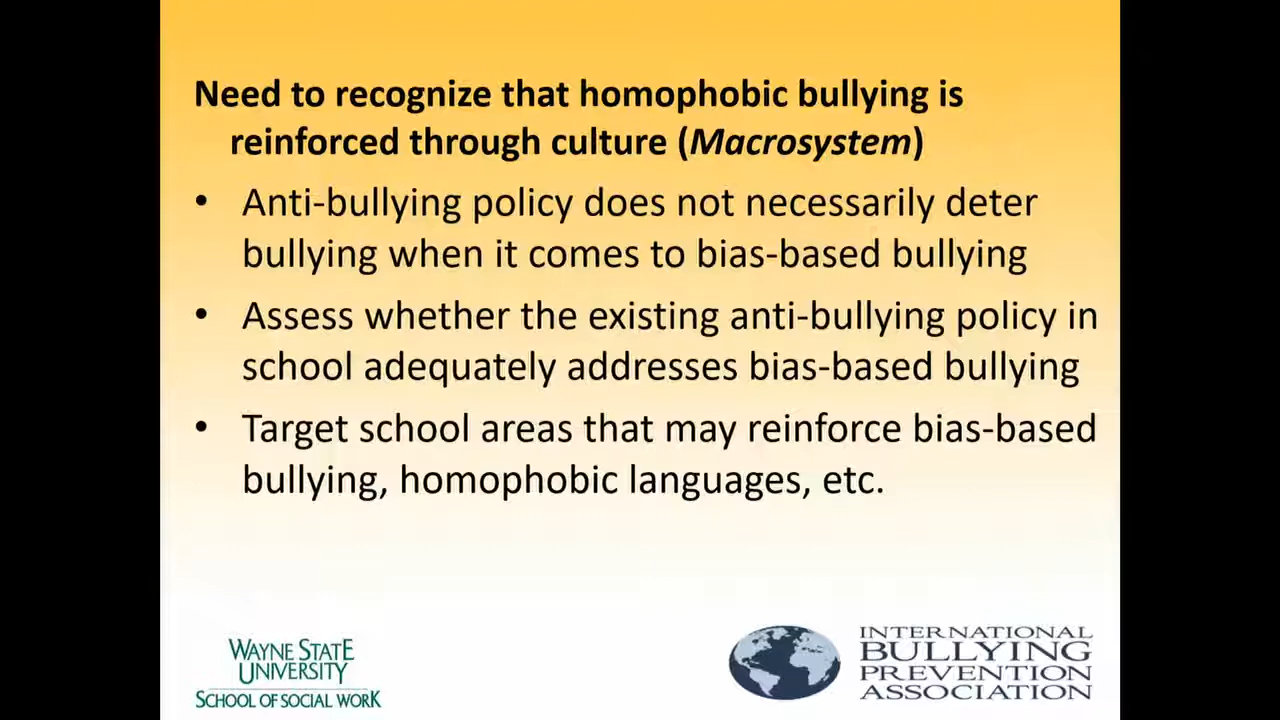 Need to recognize that homophobic bullying is
reinforced through culture (Macrosystem)
• Anti-bullying policy does not necessarily deter
bullying when it comes to bias-based bullying
• Assess whether the existing anti-bullying policy in
school adequately addresses bias-based bullying
• Target school areas that may reinforce bias-based
bullying, homophobic languages, etc.
WAYNE STATE
UNIVERSITY
SCHOOL OF SOCIAL WORK
INTERNATIONAL
BULLYING
PREVENTION
ASSOCIATION